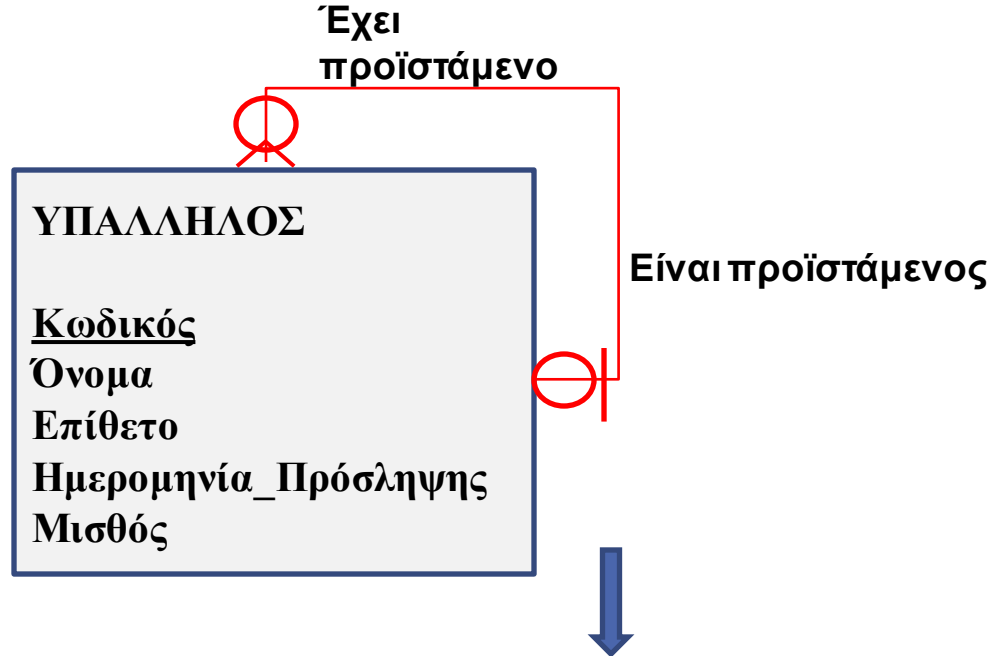 Έχει
προϊστάμενο
ΥΠΑΛΛΗΛΟΣ
Είναι προϊστάμενος
Κωδικός
Όνομα
Επίθετο
Ημερομηνία_Πρόσληψης
Μισθός